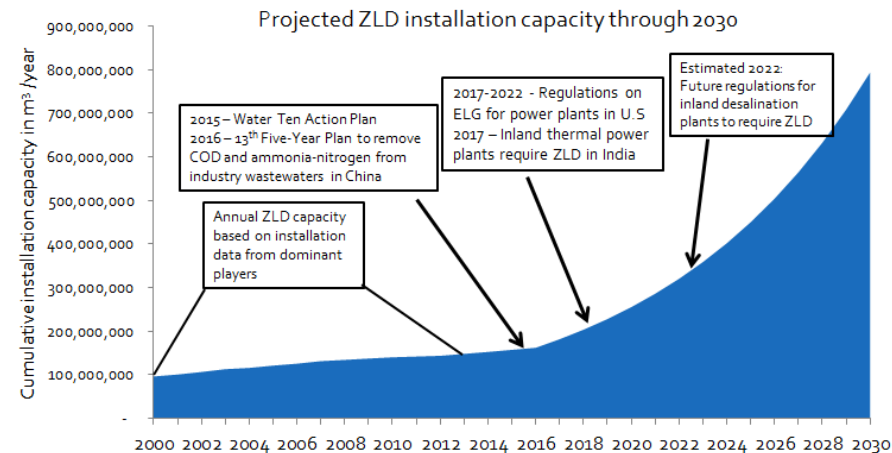 Projected ZLD installation capacity through 2030
Cumulative installation capacity in m³ /year
900,000,000
800,000,000
700,000,000
600,000,000
500,000,000
400,000,000
300,000,000
200,000,000
100,000,000
-
2015 – Water Ten Action Plan
2016 – 13th Five-Year Plan to remove
COD and ammonia-nitrogen from
industry wastewaters in China
2017-2022 - Regulations on
ELG for power plants in U.S
2017 – Inland thermal power
plants require ZLD in India
Estimated 2022:
Future regulations for
inland desalination
plants to require ZLD
Annual ZLD capacity
based on installation
data from dominant
players
2000 2002 2004 2006 2008 2010 2012 2014 2016 2018 2020 2022 2024 2026 2028 2030